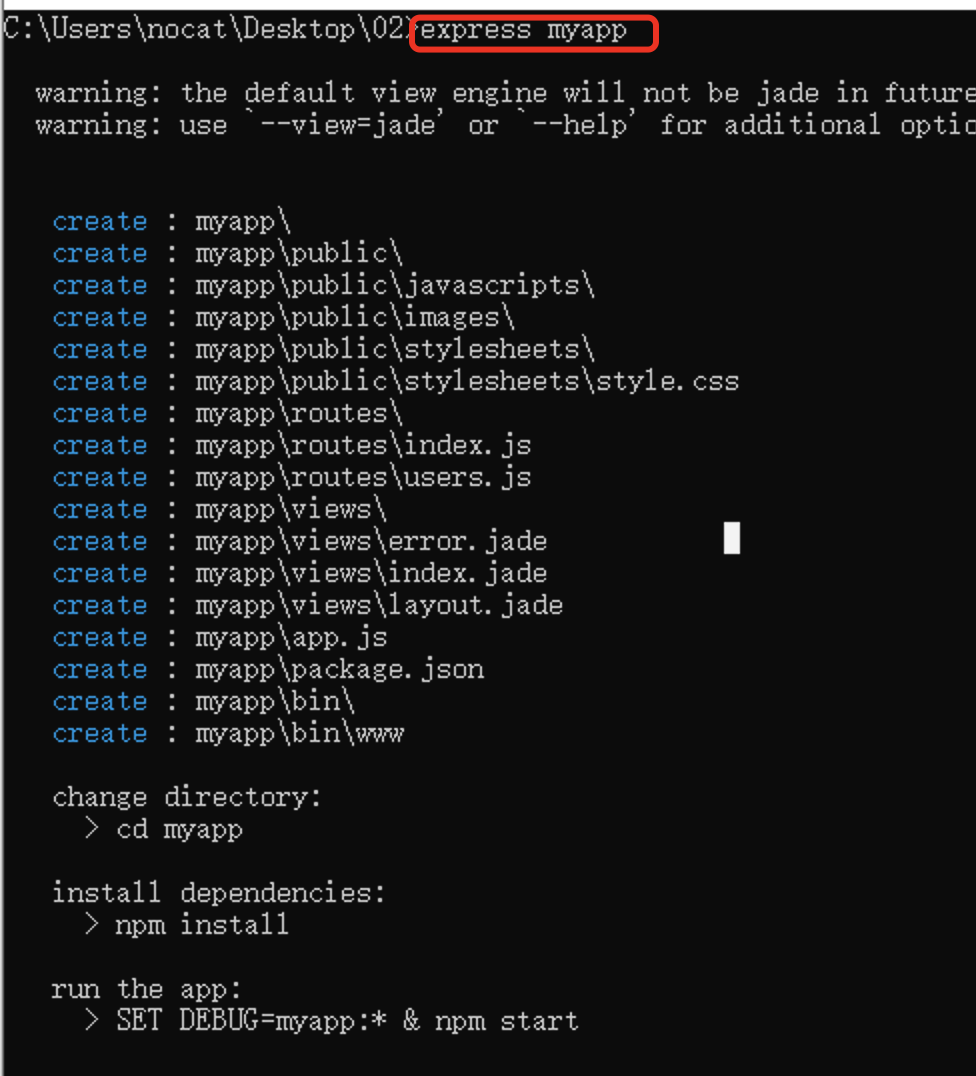 C:\Users\nocat\Desktop\02>express myapp
warning: the default view engine will not be jade in future
warning: use `--view=jade' or `--help' for additional
create : myapp\
create : myapp\public\
create : myapp\public\javascripts\
create : myapp\public\images\
create : myapp\public\stylesheets\
create : myapp\public\stylesheets\style.css
create : myapp\routes\
create : myapp\routes\index.js
create : myapp\routes\users.js
create : myapp\views\
create : myapp\views\error.jade
create : myapp\views\index.jade
create : myapp\views\layout.jade
create : myapp\app.js
create : myapp\package.json
create : myapp\bin\
create : myapp\bin\www
change directory:
> cd myapp
install dependencies:
> npm install
run the app:
> SET DEBUG=myapp:* & npm start